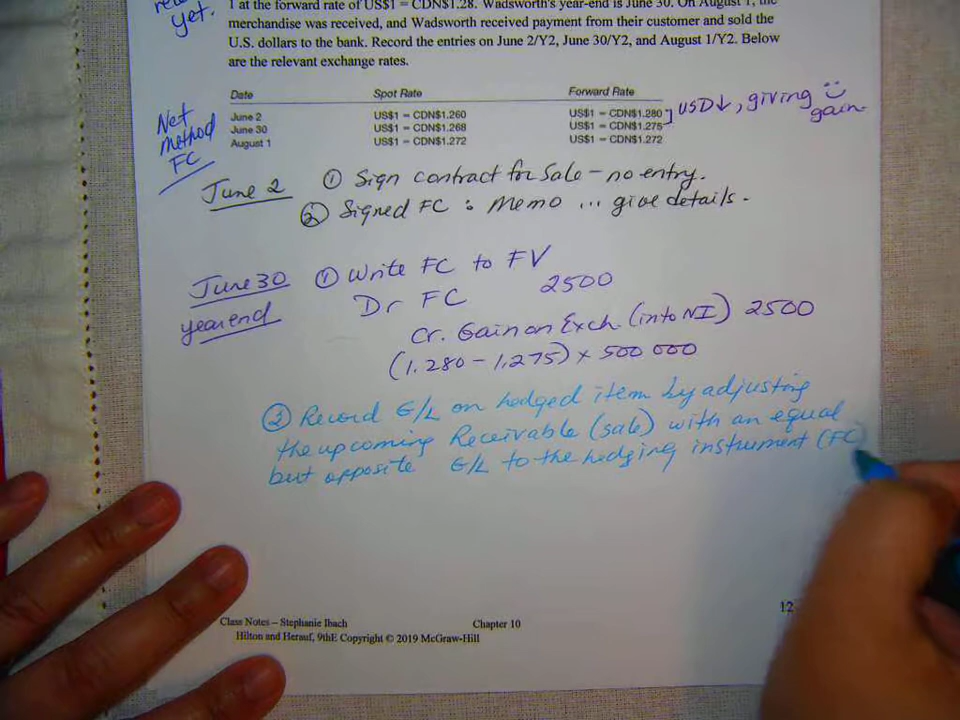 yet.
1 at the forward rate of US$1 = CDN$1.28. Wadsworth's year-end is June 30. On August 1, the
merchandise was received, and Wadsworth received payment from their customer and sold the
U.S. dollars to the bank. Record the entries on June 2/Y2, June 30/Y2, and August 1/Y2. Below
are the relevant exchange rates.
Date Spot Rate Forward Rate
June 2 US$1 = CDN$1.260 US$1 = CDN$1.280
June 30 US$1 = CDN$1.268 US$1 = CDN$1.275
August 1 US$1 = CDN$1.272 US$1 = CDN$1.272
USD↓, giving
gain.
Net
Method
FC
June 2 ① Sign contract for Sale - no entry.
② Signed FC : Memo ... give details.
June 30 ① Write FC to FV
year end Dr FC 2500
Cr. Gain on Exch. (into NI) 2500
(1.280 - 1.275) x 500 000
② Record G/L on hedged item by adjusting
the upcoming Receivable (sale) with an equal
but opposite G/L to the hedging instrument (FC)
12
Class Notes – Stephanie Ibach Chapter 10
Hilton and Herauf, 9thE Copyright © 2019 McGraw-Hill